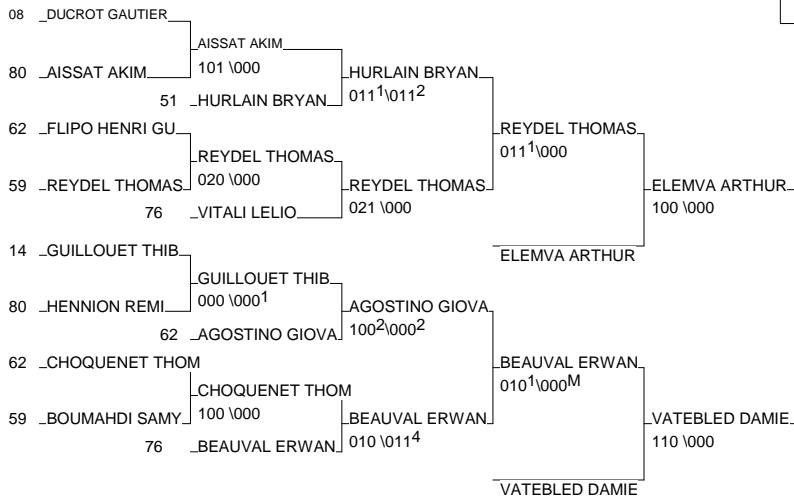 08 DUCROT GAUTIER
AISSAT AKIM
101 \000
80 AISSAT AKIM
HURLAIN BRYAN
011¹\011²
51 HURLAIN BRYAN
62 FLIPO HENRI GU
REYDEL THOMAS
011¹\000
REYDEL THOMAS
020 \000
59 REYDEL THOMAS
REYDEL THOMAS
021 \000
ELEMVA ARTHUR
100 \000
76 VITALI LELIO
14 GUILLOUET THIB
ELEMVA ARTHUR
GUILLOUET THIB
000 \000¹
80 HENNION REMI
AGOSTINO GIOVA
100²\000²
62 AGOSTINO GIOVA
62 CHOQUENET THOM
BEAUVAL ERWAN
010¹\000ᴹ
CHOQUENET THOM
100 \000
59 BOUMAHDI SAMY
BEAUVAL ERWAN
010 \011⁴
VATEBLED DAMIE
110 \000
76 BEAUVAL ERWAN
VATEBLED DAMIE